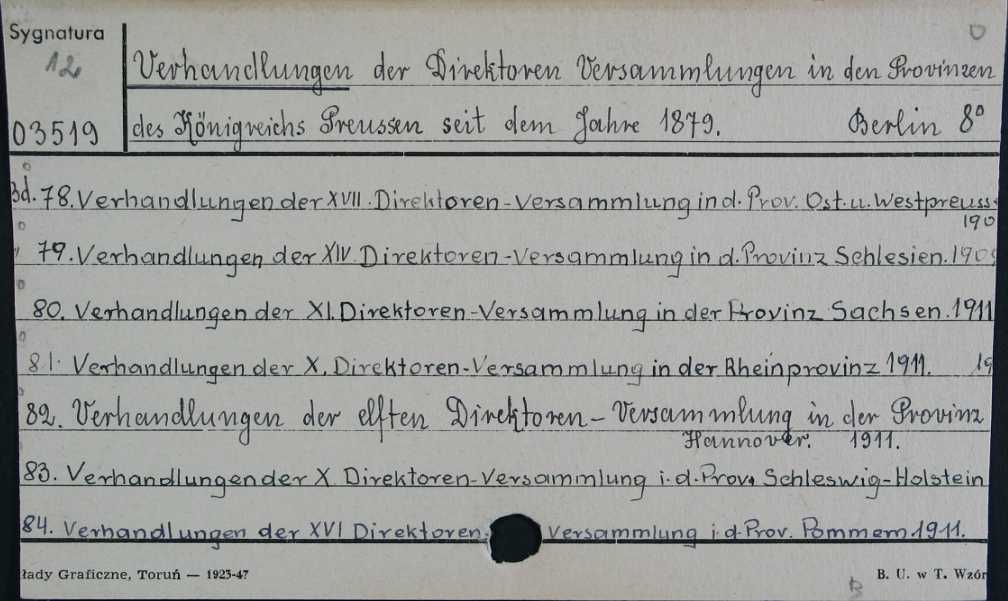 Sygnatura
12
03519
Verhandlungen der Direktoren Versammlungen in den Provinzen
des Königreichs Preussen seit dem Jahre 1879. Berlin 8°
Bd. 78. Verhandlungen der XVII. Direktoren-Versammlung in d. Prov. Ost. u. Westpreuss.
190
" 79. Verhandlungen der XIV. Direktoren-Versammlung in d. Provinz Schlesien. 190
80. Verhandlungen der XI. Direktoren-Versammlung in der Provinz Sachsen. 1911
81. Verhandlungen der X. Direktoren-Versammlung in der Rheinprovinz 1911. 19
82. Verhandlungen der elften Direktoren-Versammlung in der Provinz
Hannover. 1911.
83. Verhandlungen der X Direktoren-Versammlung i. d. Prov. Schleswig-Holstein
84. Verhandlungen der XVI Direktoren- Versammlung i. d. Prov. Pommern 1911.
łady Graficzne, Toruń — 1925-47
B. U. w T. Wzór
B